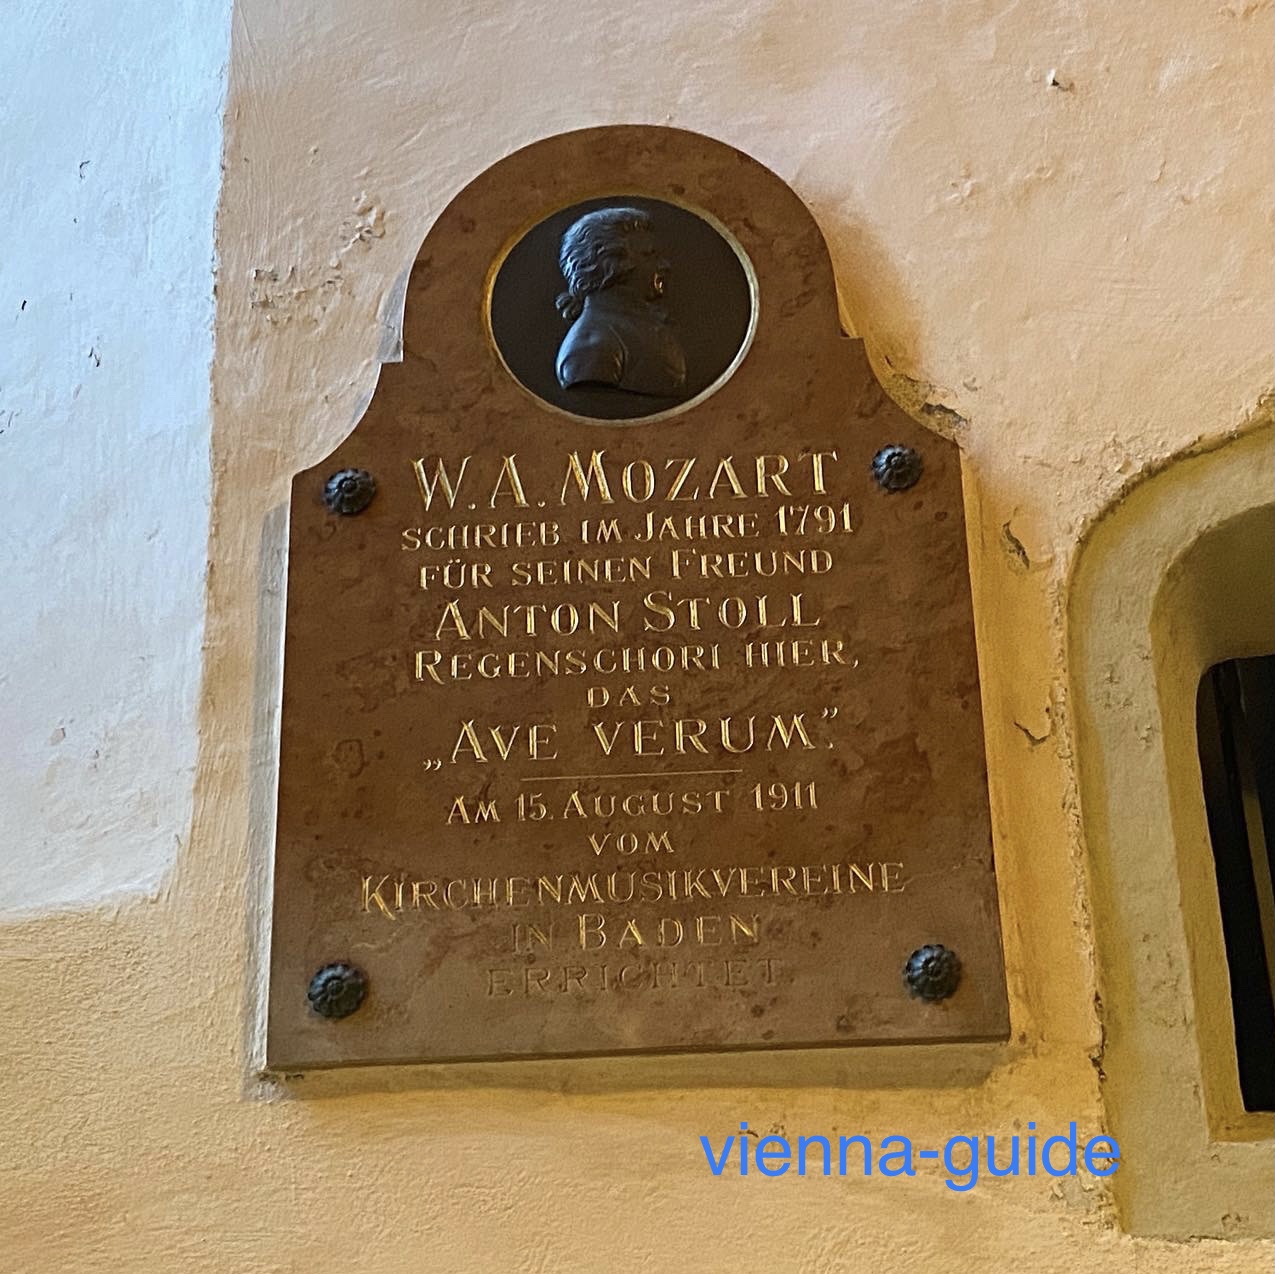 W. A. MOZART
SCHRIEB IM JAHRE 1791
FÜR SEINEN FREUND
ANTON STOLL
REGENSCHORI HIER,
DAS
„AVE VERUM”.
AM 15. AUGUST 1911
VOM
KIRCHENMUSIKVEREINE
IN BADEN
ERRICHTET.
vienna-guide